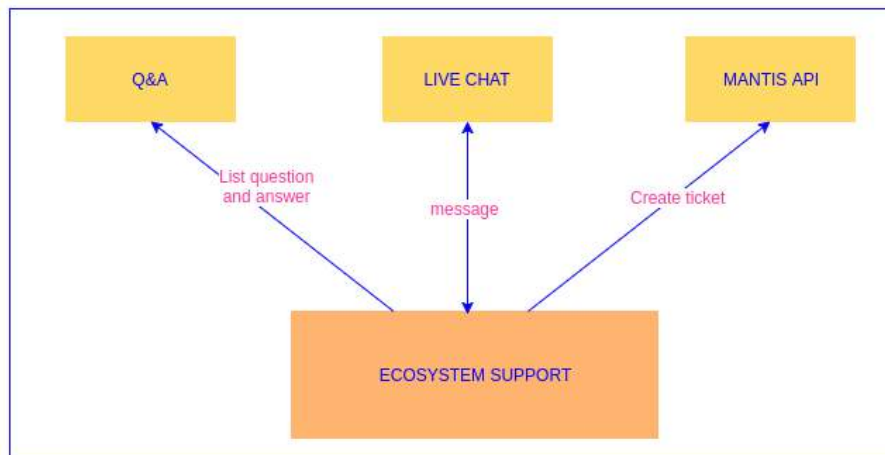 Q&A
LIVE CHAT
MANTIS API
List question
and answer
message
Create ticket
ECOSYSTEM SUPPORT